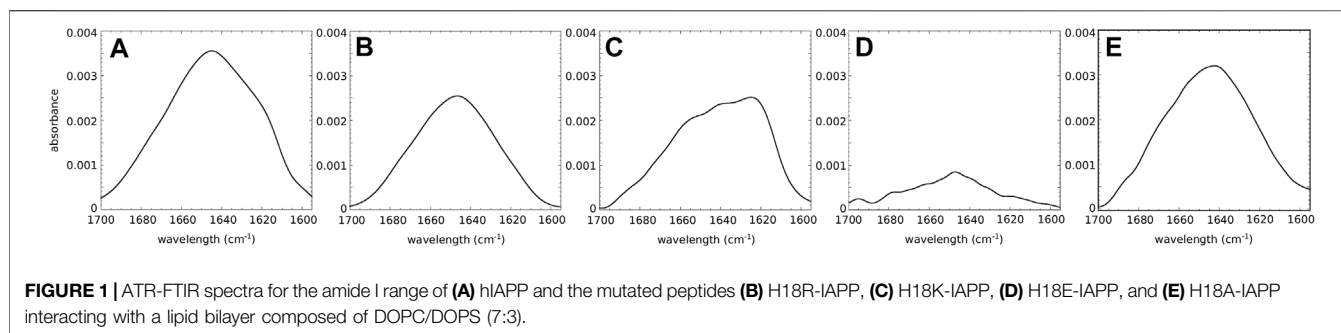 A
B
C
D
E
0.004
0.003
0.002
0.001
0
absorbance
1700 1680 1660 1640 1620 1600
wavelength (cm⁻¹)
0.004
0.003
0.002
0.001
0
1700 1680 1660 1640 1620 1600
wavelength (cm⁻¹)
0.004
0.003
0.002
0.001
0
1700 1680 1660 1640 1620 1600
wavelength (cm⁻¹)
0.004
0.003
0.002
0.001
0
1700 1680 1660 1640 1620 1600
wavelength (cm⁻¹)
0.004
0.003
0.002
0.001
0
1700 1680 1660 1640 1620 1600
wavelength (cm⁻¹)
FIGURE 1 | ATR-FTIR spectra for the amide I range of (A) hIAPP and the mutated peptides (B) H18R-IAPP, (C) H18K-IAPP, (D) H18E-IAPP, and (E) H18A-IAPP
interacting with a lipid bilayer composed of DOPC/DOPS (7:3).